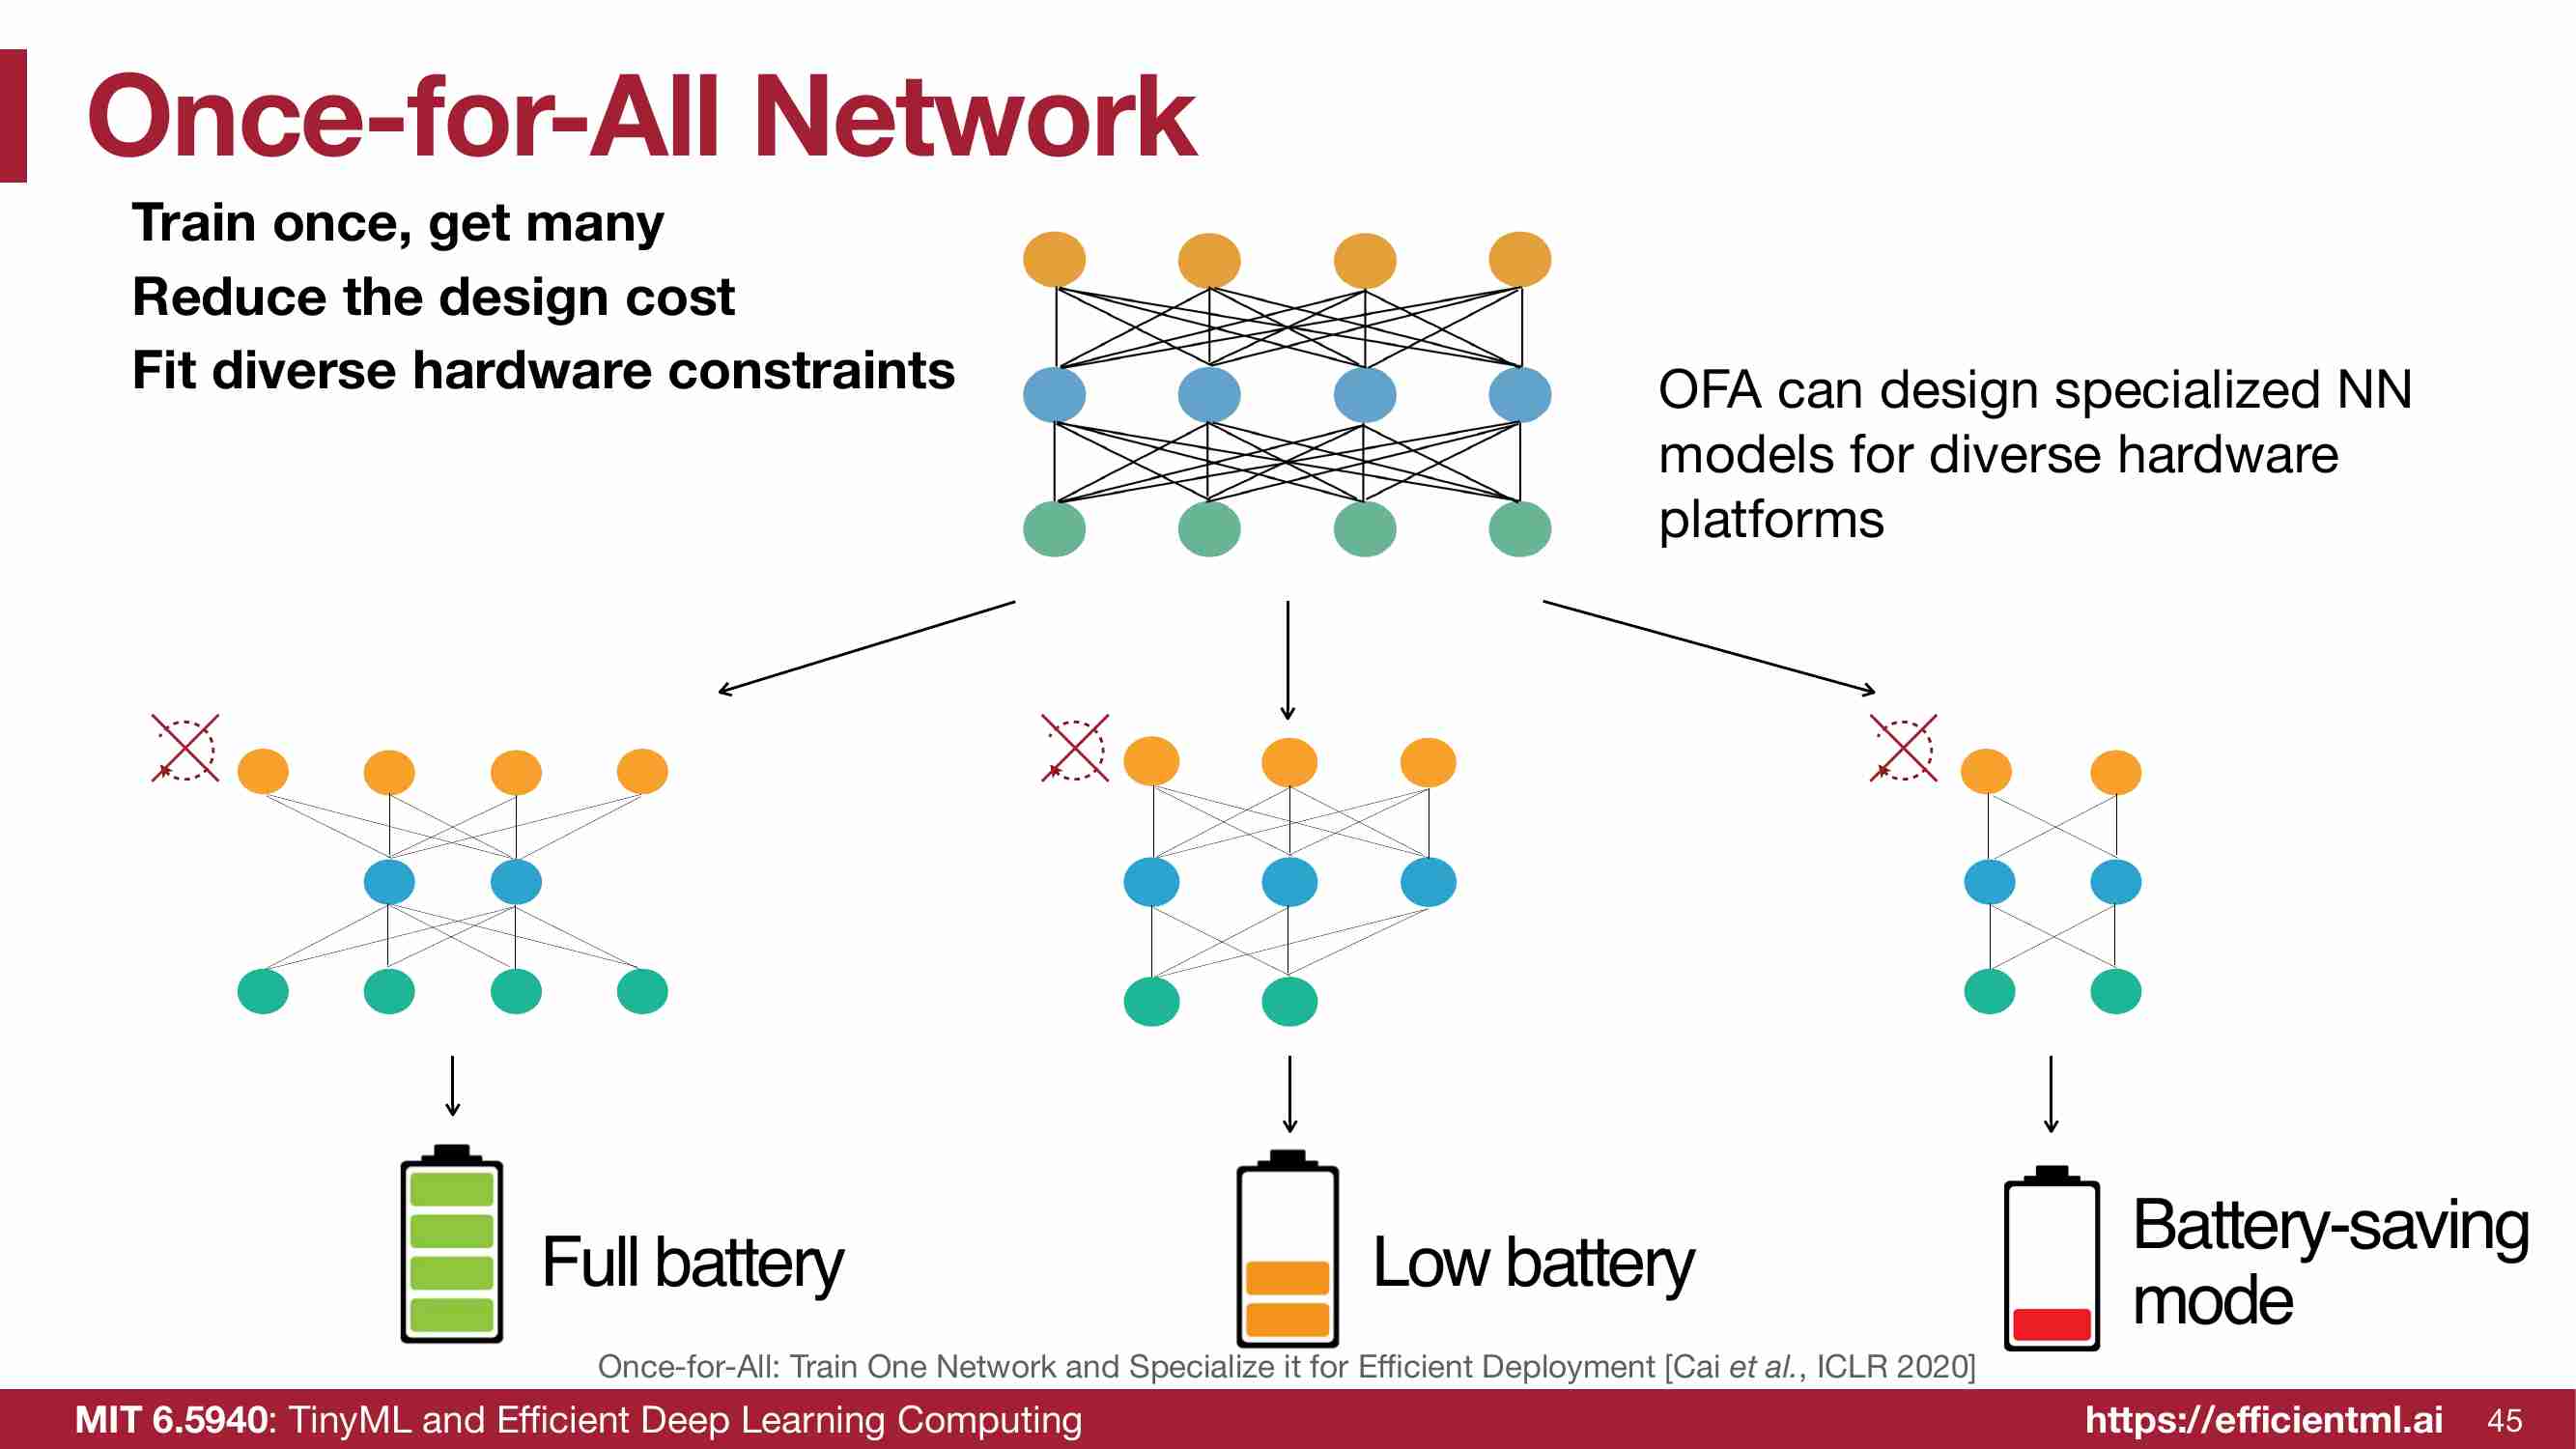 Once-for-All Network
Train once, get many
Reduce the design cost
Fit diverse hardware constraints
OFA can design specialized NN
models for diverse hardware
platforms
Full battery
Low battery
Battery-saving
mode
Once-for-All: Train One Network and Specialize it for Efficient Deployment [Cai et al., ICLR 2020]
MIT 6.5940: TinyML and Efficient Deep Learning Computing
https://efficientml.ai
45